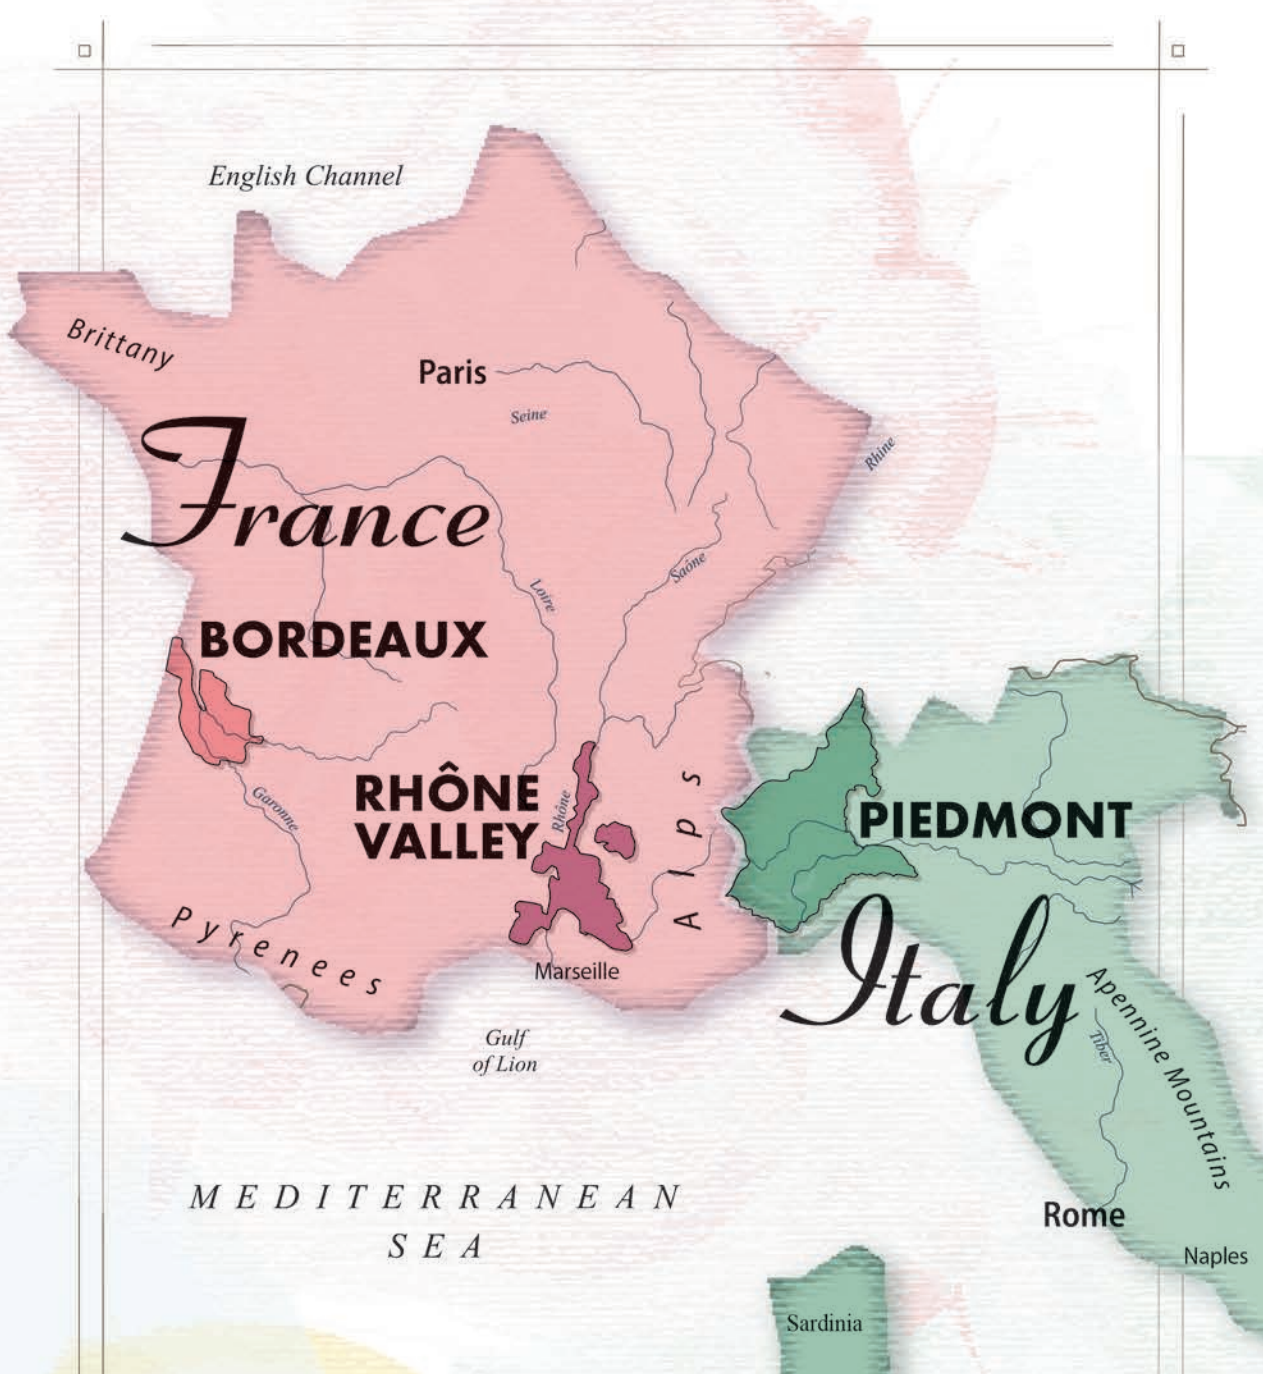 English Channel
Brittany
Paris
Seine
Rhine
France
Saône
Loire
BORDEAUX
RHÔNE
VALLEY
Rhône
Garonne
Alps
PIEDMONT
Pyrenees
Marseille
Italy
Apennine Mountains
Tiber
Gulf
of Lion
MEDITERRANEAN
SEA
Rome
Naples
Sardinia